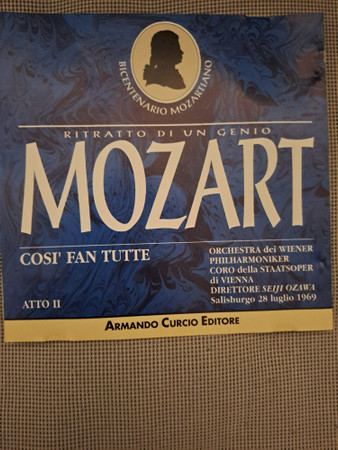 BICENTENARIO MOZARTIANO
RITRATTO DI UN GENIO
MOZART
COSI' FAN TUTTE
ATTO II
ORCHESTRA dei WIENER
PHILHARMONIKER
CORO della STAATSOPER
di VIENNA
DIRETTORE SEIJI OZAWA
Salisburgo 28 luglio 1969
ARMANDO CURCIO EDITORE